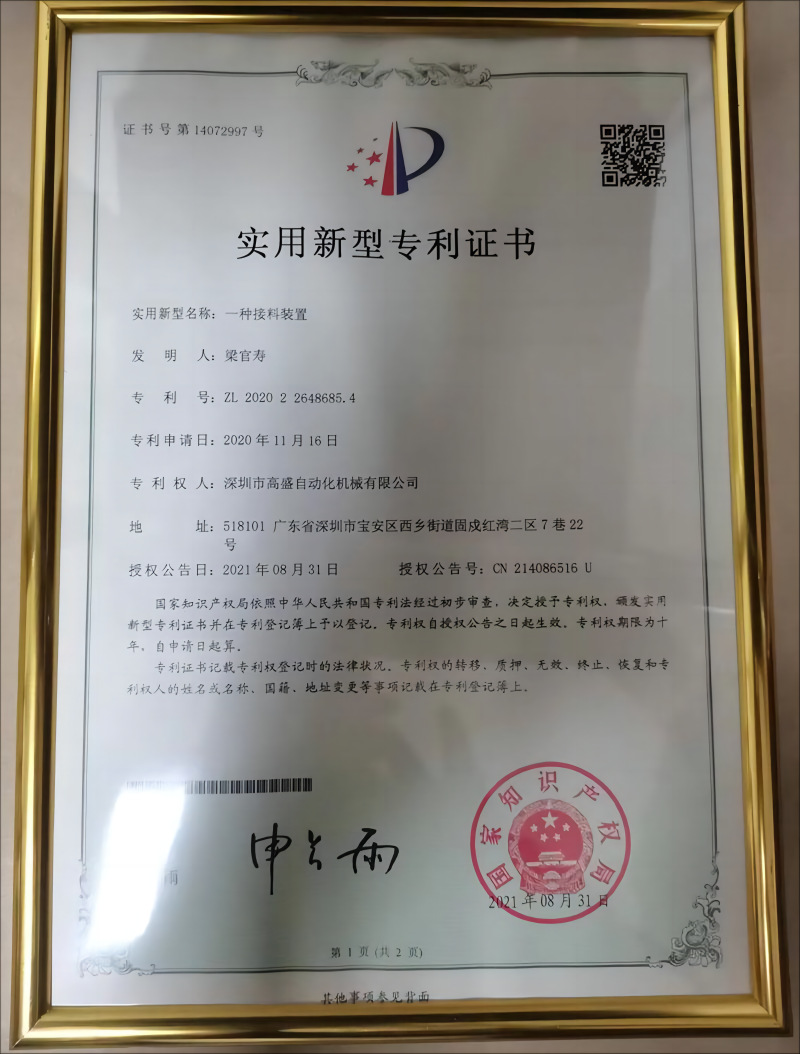 证书号第14072997号
实用新型专利证书
实用新型名称：一种接料装置
发明人：梁官寿
专利号：ZL 2020 2 2648685.4
专利申请日：2020年11月16日
专利权人：深圳市高盛自动化机械有限公司
地址：518101 广东省深圳市宝安区西乡街道固戍红湾二区7巷22
号
授权公告日：2021年08月31日 授权公告号：CN 214086516 U
国家知识产权局依照中华人民共和国专利法经过初步审查，决定授予专利权，颁发实用
新型专利证书并在专利登记簿上予以登记。专利权自授权公告之日起生效。专利权期限为十
年，自申请日起算。
专利证书记载专利权登记时的法律状况。专利权的转移、质押、无效、终止、恢复和专
利权人的姓名或名称、国籍、地址变更等事项记载在专利登记簿上。
国家知识产权局
申长雨
雨
2021年08月31日
第 1 页 (共 2 页)
其他事项参见背面